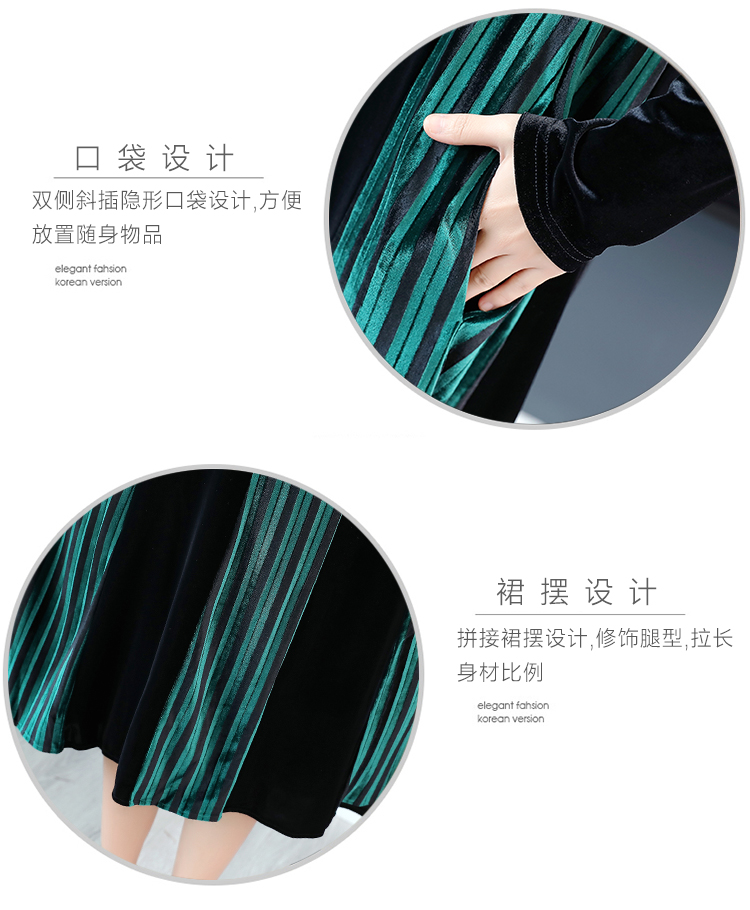 口袋设计
双侧斜插隐形口袋设计,方便
放置随身物品
elegant fahsion
korean version
裙摆设计
拼接裙摆设计,修饰腿型,拉长
身材比例
elegant fahsion
korean version